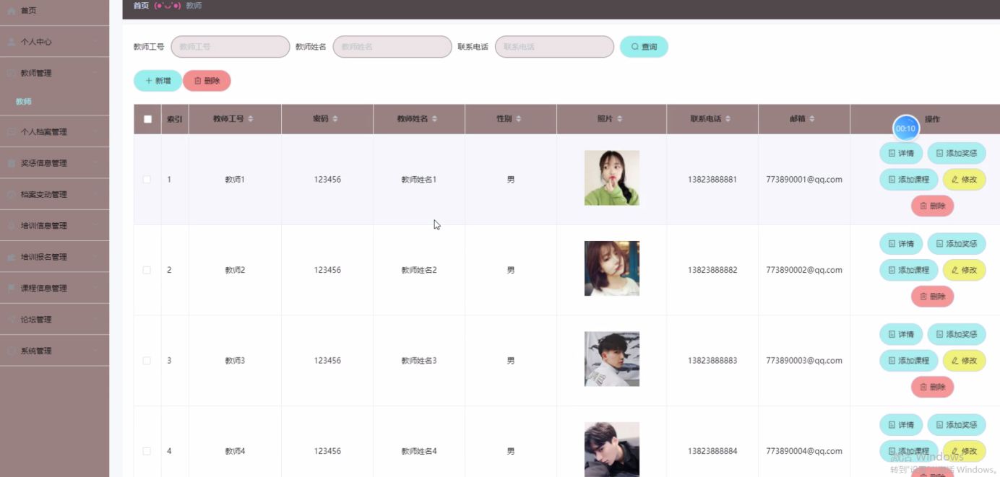 首页 (●'◡'●) 教师
首页
个人中心
教师管理
教师
个人档案管理
奖惩信息管理
档案变动管理
培训信息管理
培训报名管理
课程信息管理
论坛管理
系统管理
教师工号 教师工号 教师姓名 教师姓名 联系电话 联系电话 查询
+ 新增 删除
索引 教师工号 密码 教师姓名 性别 照片 联系电话 邮箱 操作
00:10
1 教师1 123456 教师姓名1 男 13823888881 773890001@qq.com
详情 添加奖惩
添加课程 修改
删除
2 教师2 123456 教师姓名2 男 13823888882 773890002@qq.com
详情 添加奖惩
添加课程 修改
删除
3 教师3 123456 教师姓名3 男 13823888883 773890003@qq.com
详情 添加奖惩
添加课程 修改
删除
4 教师4 123456 教师姓名4 男 13823888884 773890004@qq.com
详情 添加奖惩
添加课程 修改
删除
激活 Windows
转到"设置"以激活 Windows。